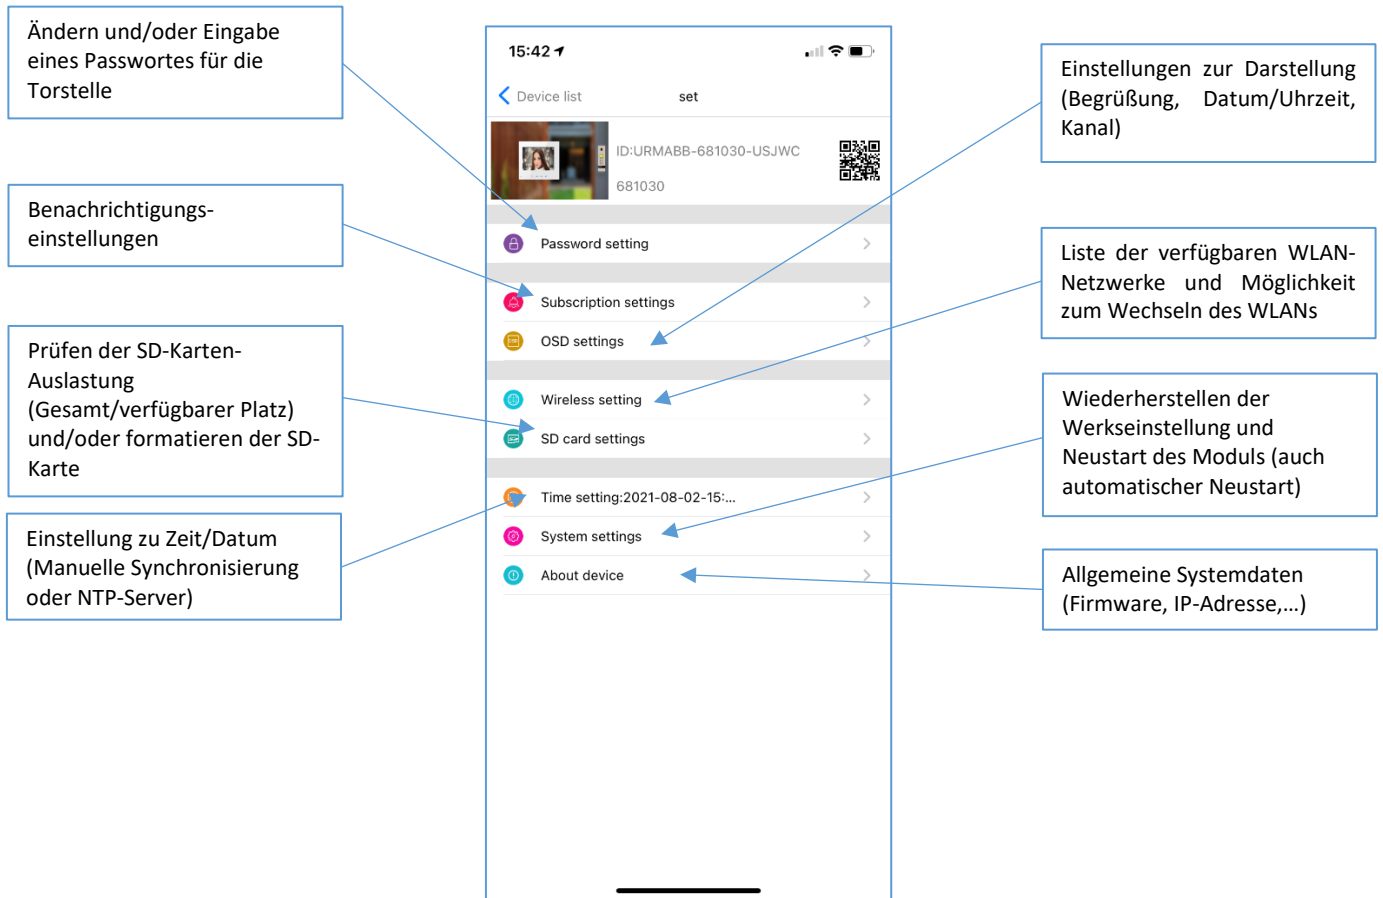 Ändern und/oder Eingabe
eines Passwortes für die
Torstelle
Benachrichtigungs-
einstellungen
Prüfen der SD-Karten-
Auslastung
(Gesamt/verfügbarer Platz)
und/oder formatieren der SD-
Karte
Einstellung zu Zeit/Datum
(Manuelle Synchronisierung
oder NTP-Server)
15:42
Device list
set
ID:URMABB-681030-USJWC
681030
Password setting
Subscription settings
OSD settings
Wireless setting
SD card settings
Time setting:2021-08-02-15:...
System settings
About device
Einstellungen zur Darstellung
(Begrüßung, Datum/Uhrzeit,
Kanal)
Liste der verfügbaren WLAN-
Netzwerke und Möglichkeit
zum Wechseln des WLANs
Wiederherstellen der
Werkseinstellung und
Neustart des Moduls (auch
automatischer Neustart)
Allgemeine Systemdaten
(Firmware, IP-Adresse,...)